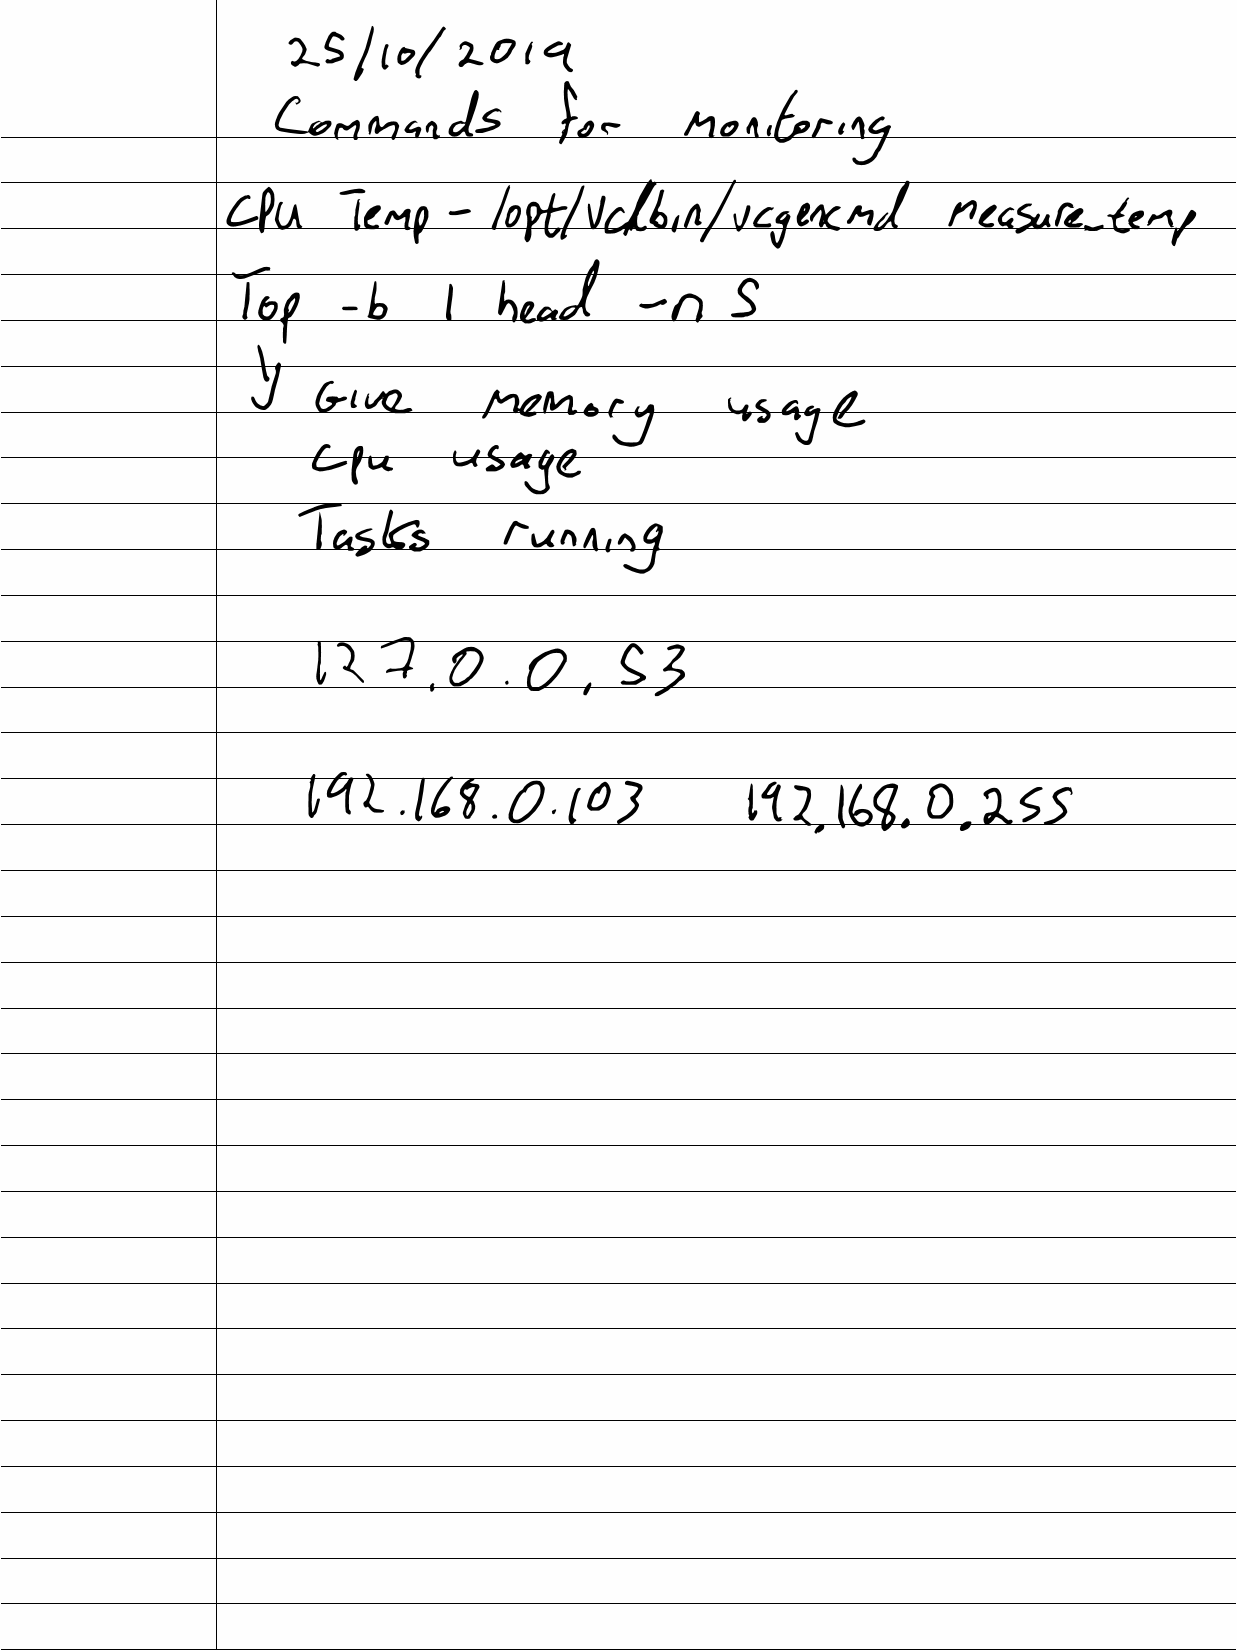 25/10/2019
Commands for monitoring
CPU Temp - /opt/vc/bin/vcgencmd measure_temp
Top -b | head -n 5
Give memory usage
Cpu usage
Tasks running
127.0.0.53
192.168.0.103 192.168.0.255